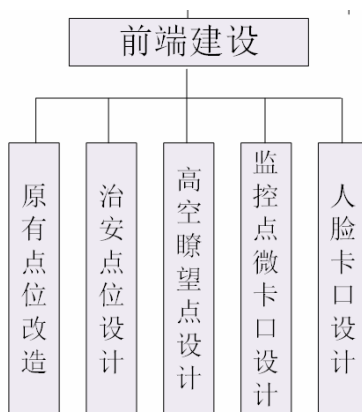 前端建设
原有点位改造
治安点位设计
高空瞭望点设计
监控点微卡口设计
人脸卡口设计